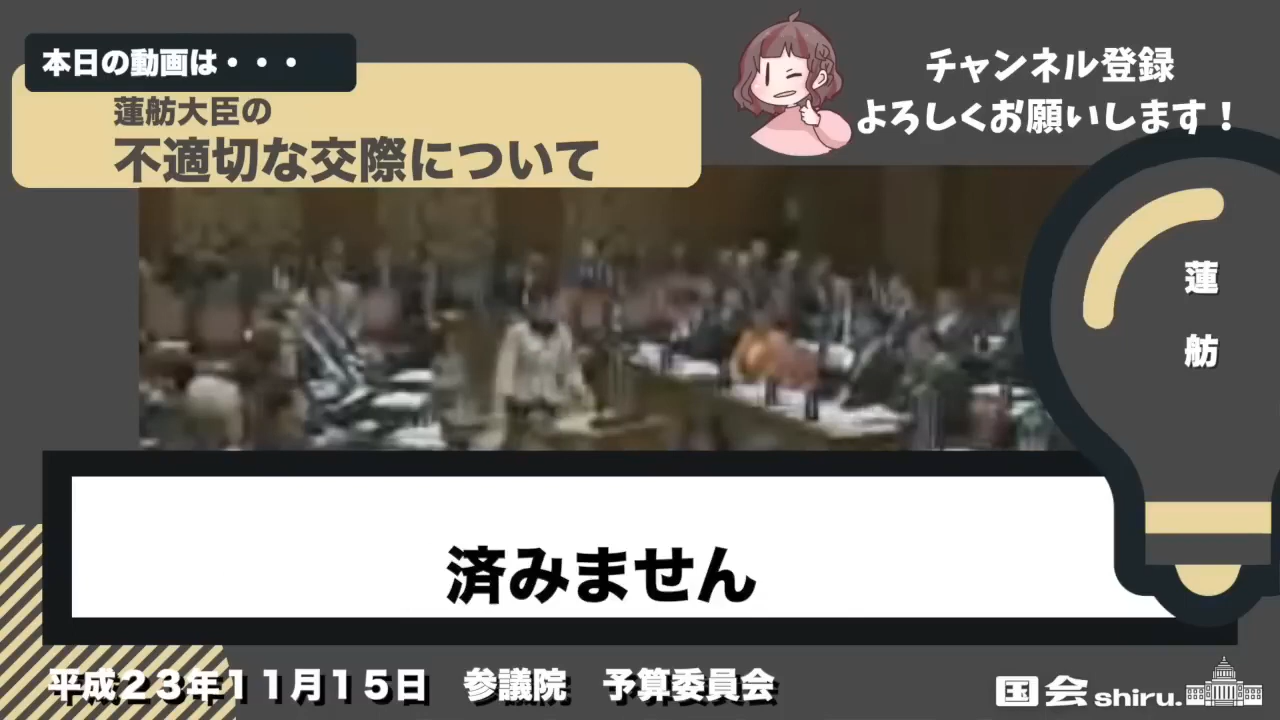 本日の動画は・・・
蓮舫大臣の
不適切な交際について
チャンネル登録
よろしくお願いします！
蓮
舫
済みません
平成２３年１１月１５日　参議院　予算委員会
国会shiru.